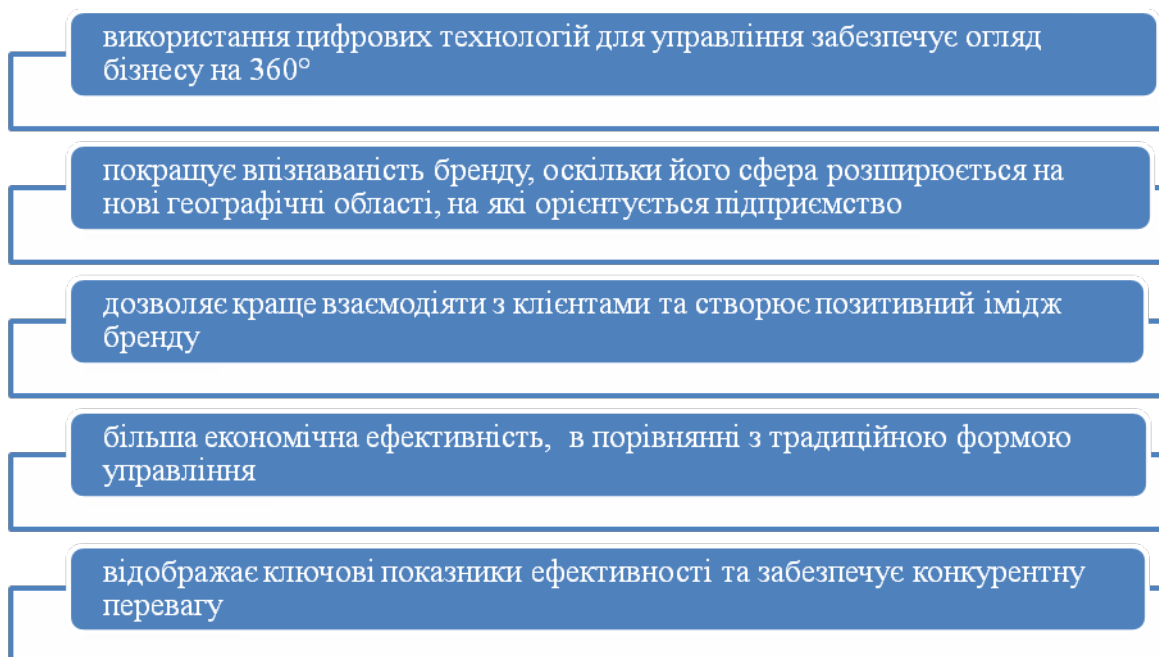 використання цифрових технологій для управління забезпечує огляд
бізнесу на 360°
покращує впізнаваність бренду, оскільки його сфера розширюється на
нові географічні області, на які орієнтується підприємство
дозволяє краще взаємодіяти з клієнтами та створює позитивний імідж
бренду
більша економічна ефективність,  в порівнянні з традиційною формою
управління
відображає ключові показники ефективності та забезпечує конкурентну
перевагу